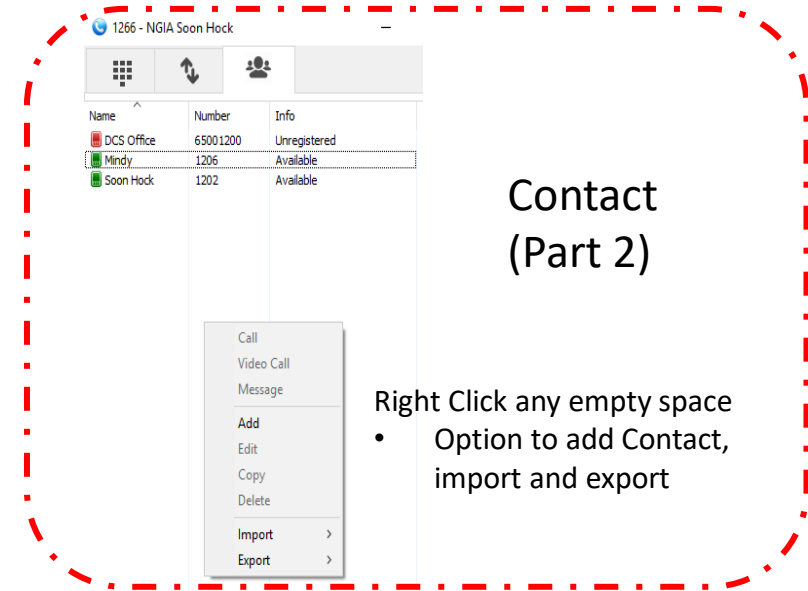 1266 - NGIA Soon Hock
Name Number Info
DCS Office 65001200 Unregistered
Mindy 1206 Available
Soon Hock 1202 Available
Contact
(Part 2)
Call
Video Call
Message
Add
Edit
Copy
Delete
Import >
Export >
Right Click any empty space
• Option to add Contact,
import and export